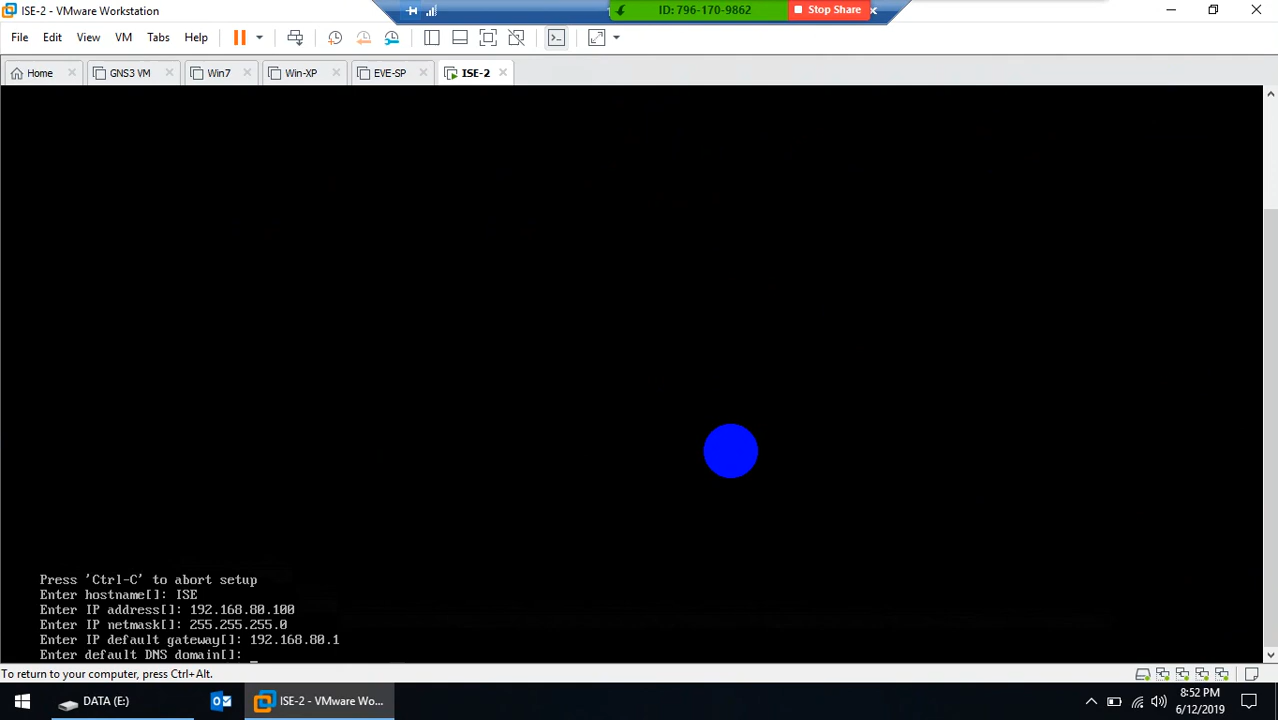 ISE-2 - VMware Workstation
ID: 796-170-9862
Stop Share
File Edit View VM Tabs Help
Home
GNS3 VM
Win7
Win-XP
EVE-SP
ISE-2
Press 'Ctrl-C' to abort setup
Enter hostname[]: ISE
Enter IP address[]: 192.168.80.100
Enter IP netmask[]: 255.255.255.0
Enter IP default gateway[]: 192.168.80.1
Enter default DNS domain[]: _
To return to your computer, press Ctrl+Alt.
DATA (E:)
ISE-2 - VMware Wo...
8:52 PM
6/12/2019